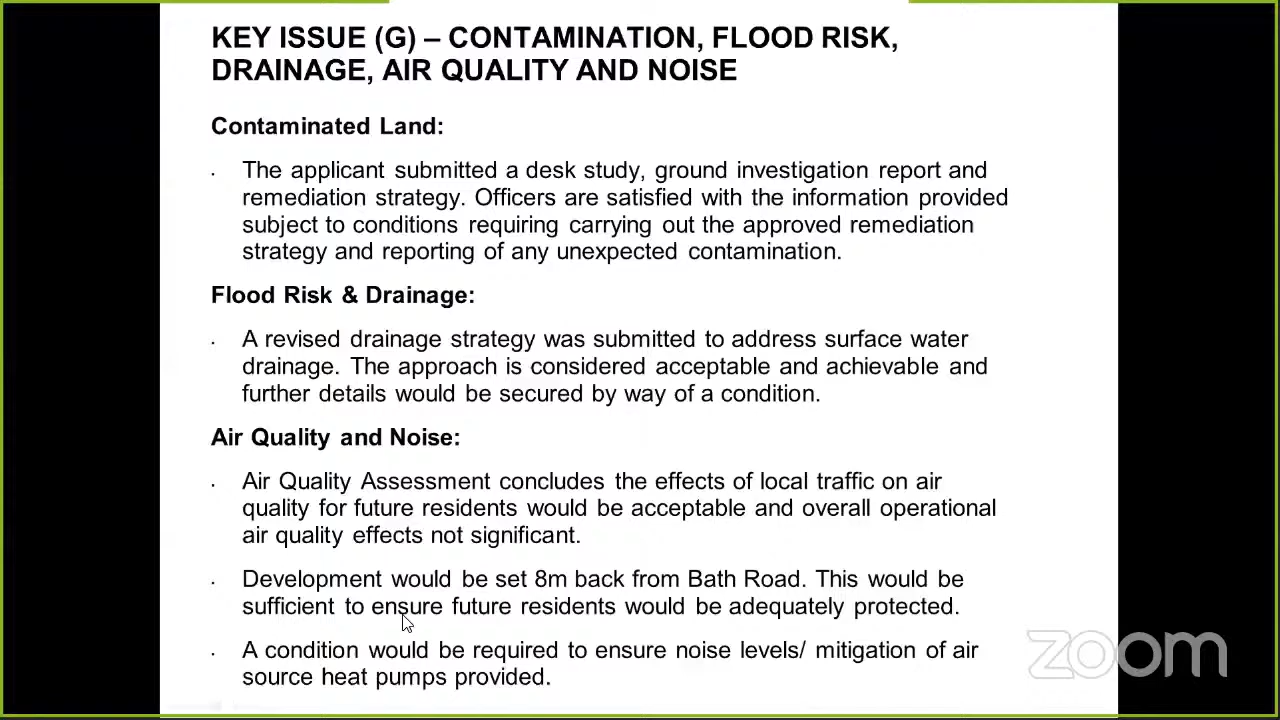 KEY ISSUE (G) – CONTAMINATION, FLOOD RISK,
DRAINAGE, AIR QUALITY AND NOISE
Contaminated Land:
· The applicant submitted a desk study, ground investigation report and
remediation strategy. Officers are satisfied with the information provided
subject to conditions requiring carrying out the approved remediation
strategy and reporting of any unexpected contamination.
Flood Risk & Drainage:
· A revised drainage strategy was submitted to address surface water
drainage. The approach is considered acceptable and achievable and
further details would be secured by way of a condition.
Air Quality and Noise:
· Air Quality Assessment concludes the effects of local traffic on air
quality for future residents would be acceptable and overall operational
air quality effects not significant.
· Development would be set 8m back from Bath Road. This would be
sufficient to ensure future residents would be adequately protected.
· A condition would be required to ensure noise levels/ mitigation of air
source heat pumps provided.
zoom